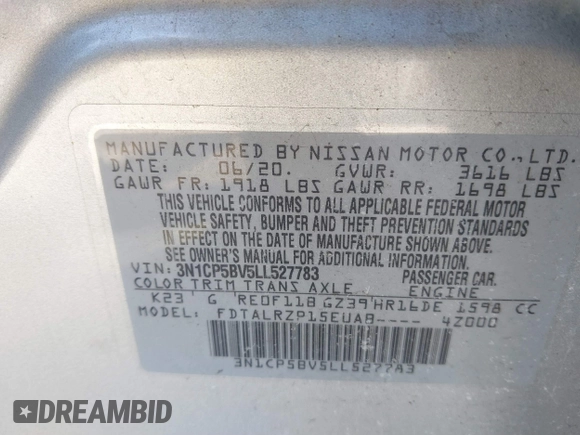 MANUFACTURED BY NISSAN MOTOR CO., LTD.
DATE: 06/20. GVWR: 3616 LBS
GAWR FR: 1918 LBS GAWR RR: 1698 LBS
THIS VEHICLE CONFORMS TO ALL APPLICABLE FEDERAL MOTOR
VEHICLE SAFETY, BUMPER AND THEFT PREVENTION STANDARDS
IN EFFECT ON THE DATE OF MANUFACTURE SHOWN ABOVE.
SEE OWNER'S MANUAL FOR ADDITIONAL INFORMATION.
VIN: 3N1CP5BV5LL527783 PASSENGER CAR.
COLOR TRIM TRANS AXLE ENGINE
K23 G RE0F11B GZ39 HR16DE 1598 CC
MODEL: FDTALRZP15EUAB---- 4Z000
3N1CP5BV5LL527783
DREAMBID
DREAMBID.COM